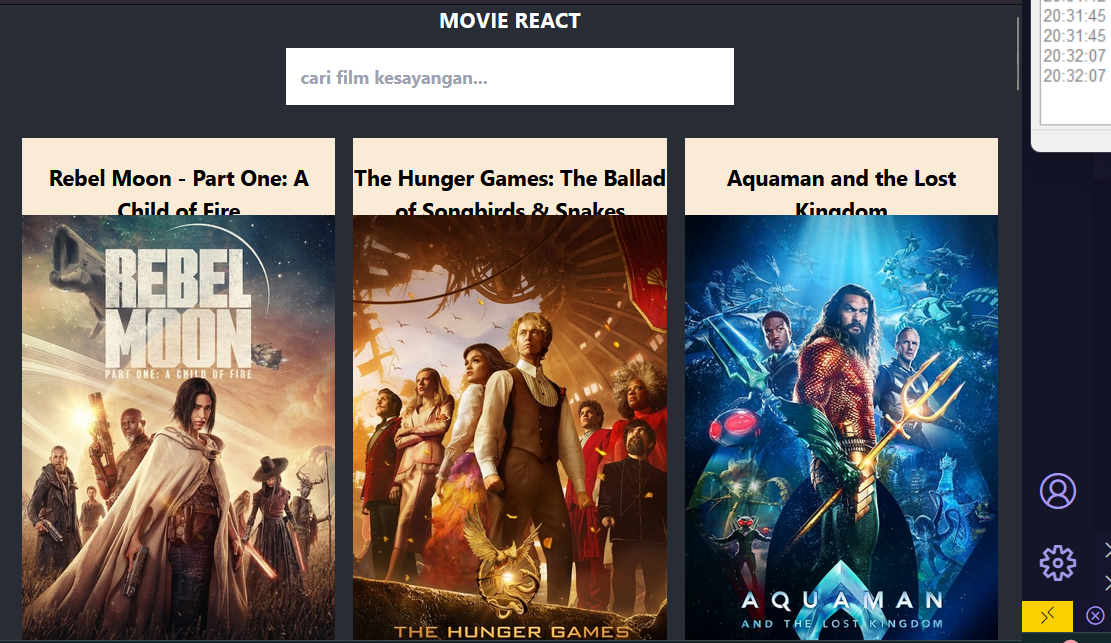 MOVIE REACT
cari film kesayangan...
Rebel Moon - Part One: A
Child of Fire
The Hunger Games: The Ballad
of Songbirds & Snakes
Aquaman and the Lost
Kingdom
REBEL
MOON
PART ONE: A CHILD OF FIRE
THE HUNGER GAMES
AQUAMAN
AND THE LOST KINGDOM
20:31:45
20:31:45
20:32:07
20:32:07